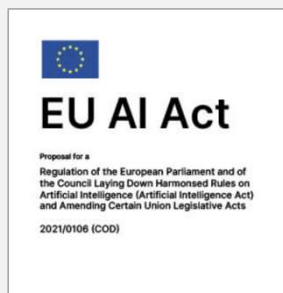 EU AI Act
Proposal for a
Regulation of the European Parliament and of
the Council Laying Down Harmonsed Rules on
Artificial Intelligence (Artificial Intelligence Act)
and Amending Certain Union Legislative Acts
2021/0106 (COD)